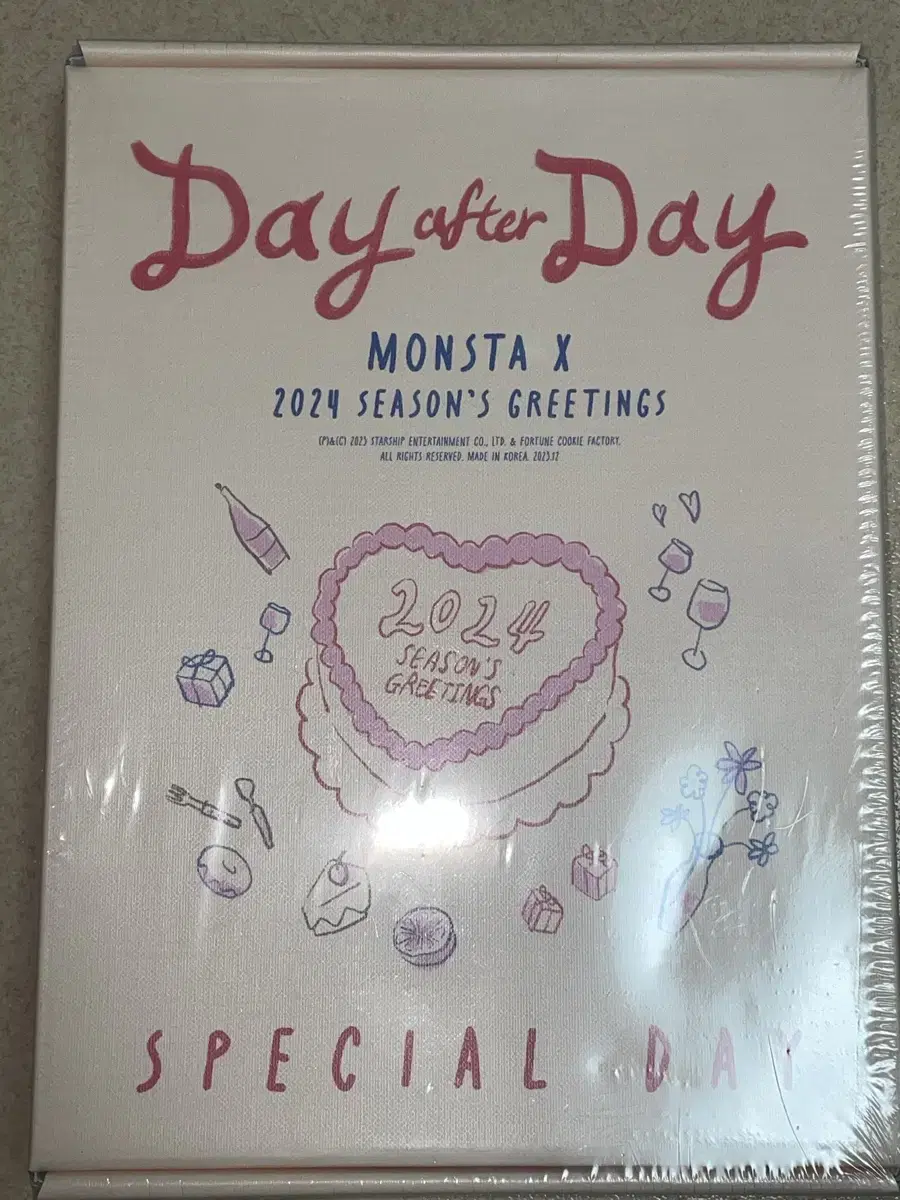 Day after Day
MONSTA X
2024 SEASON'S GREETINGS
(P)&(C) 2023 STARSHIP ENTERTAINMENT CO., LTD. & FORTUNE COOKIE FACTORY.
ALL RIGHTS RESERVED. MADE IN KOREA. 2023.12
2024
SEASON'S
GREETINGS
SPECIAL DAY